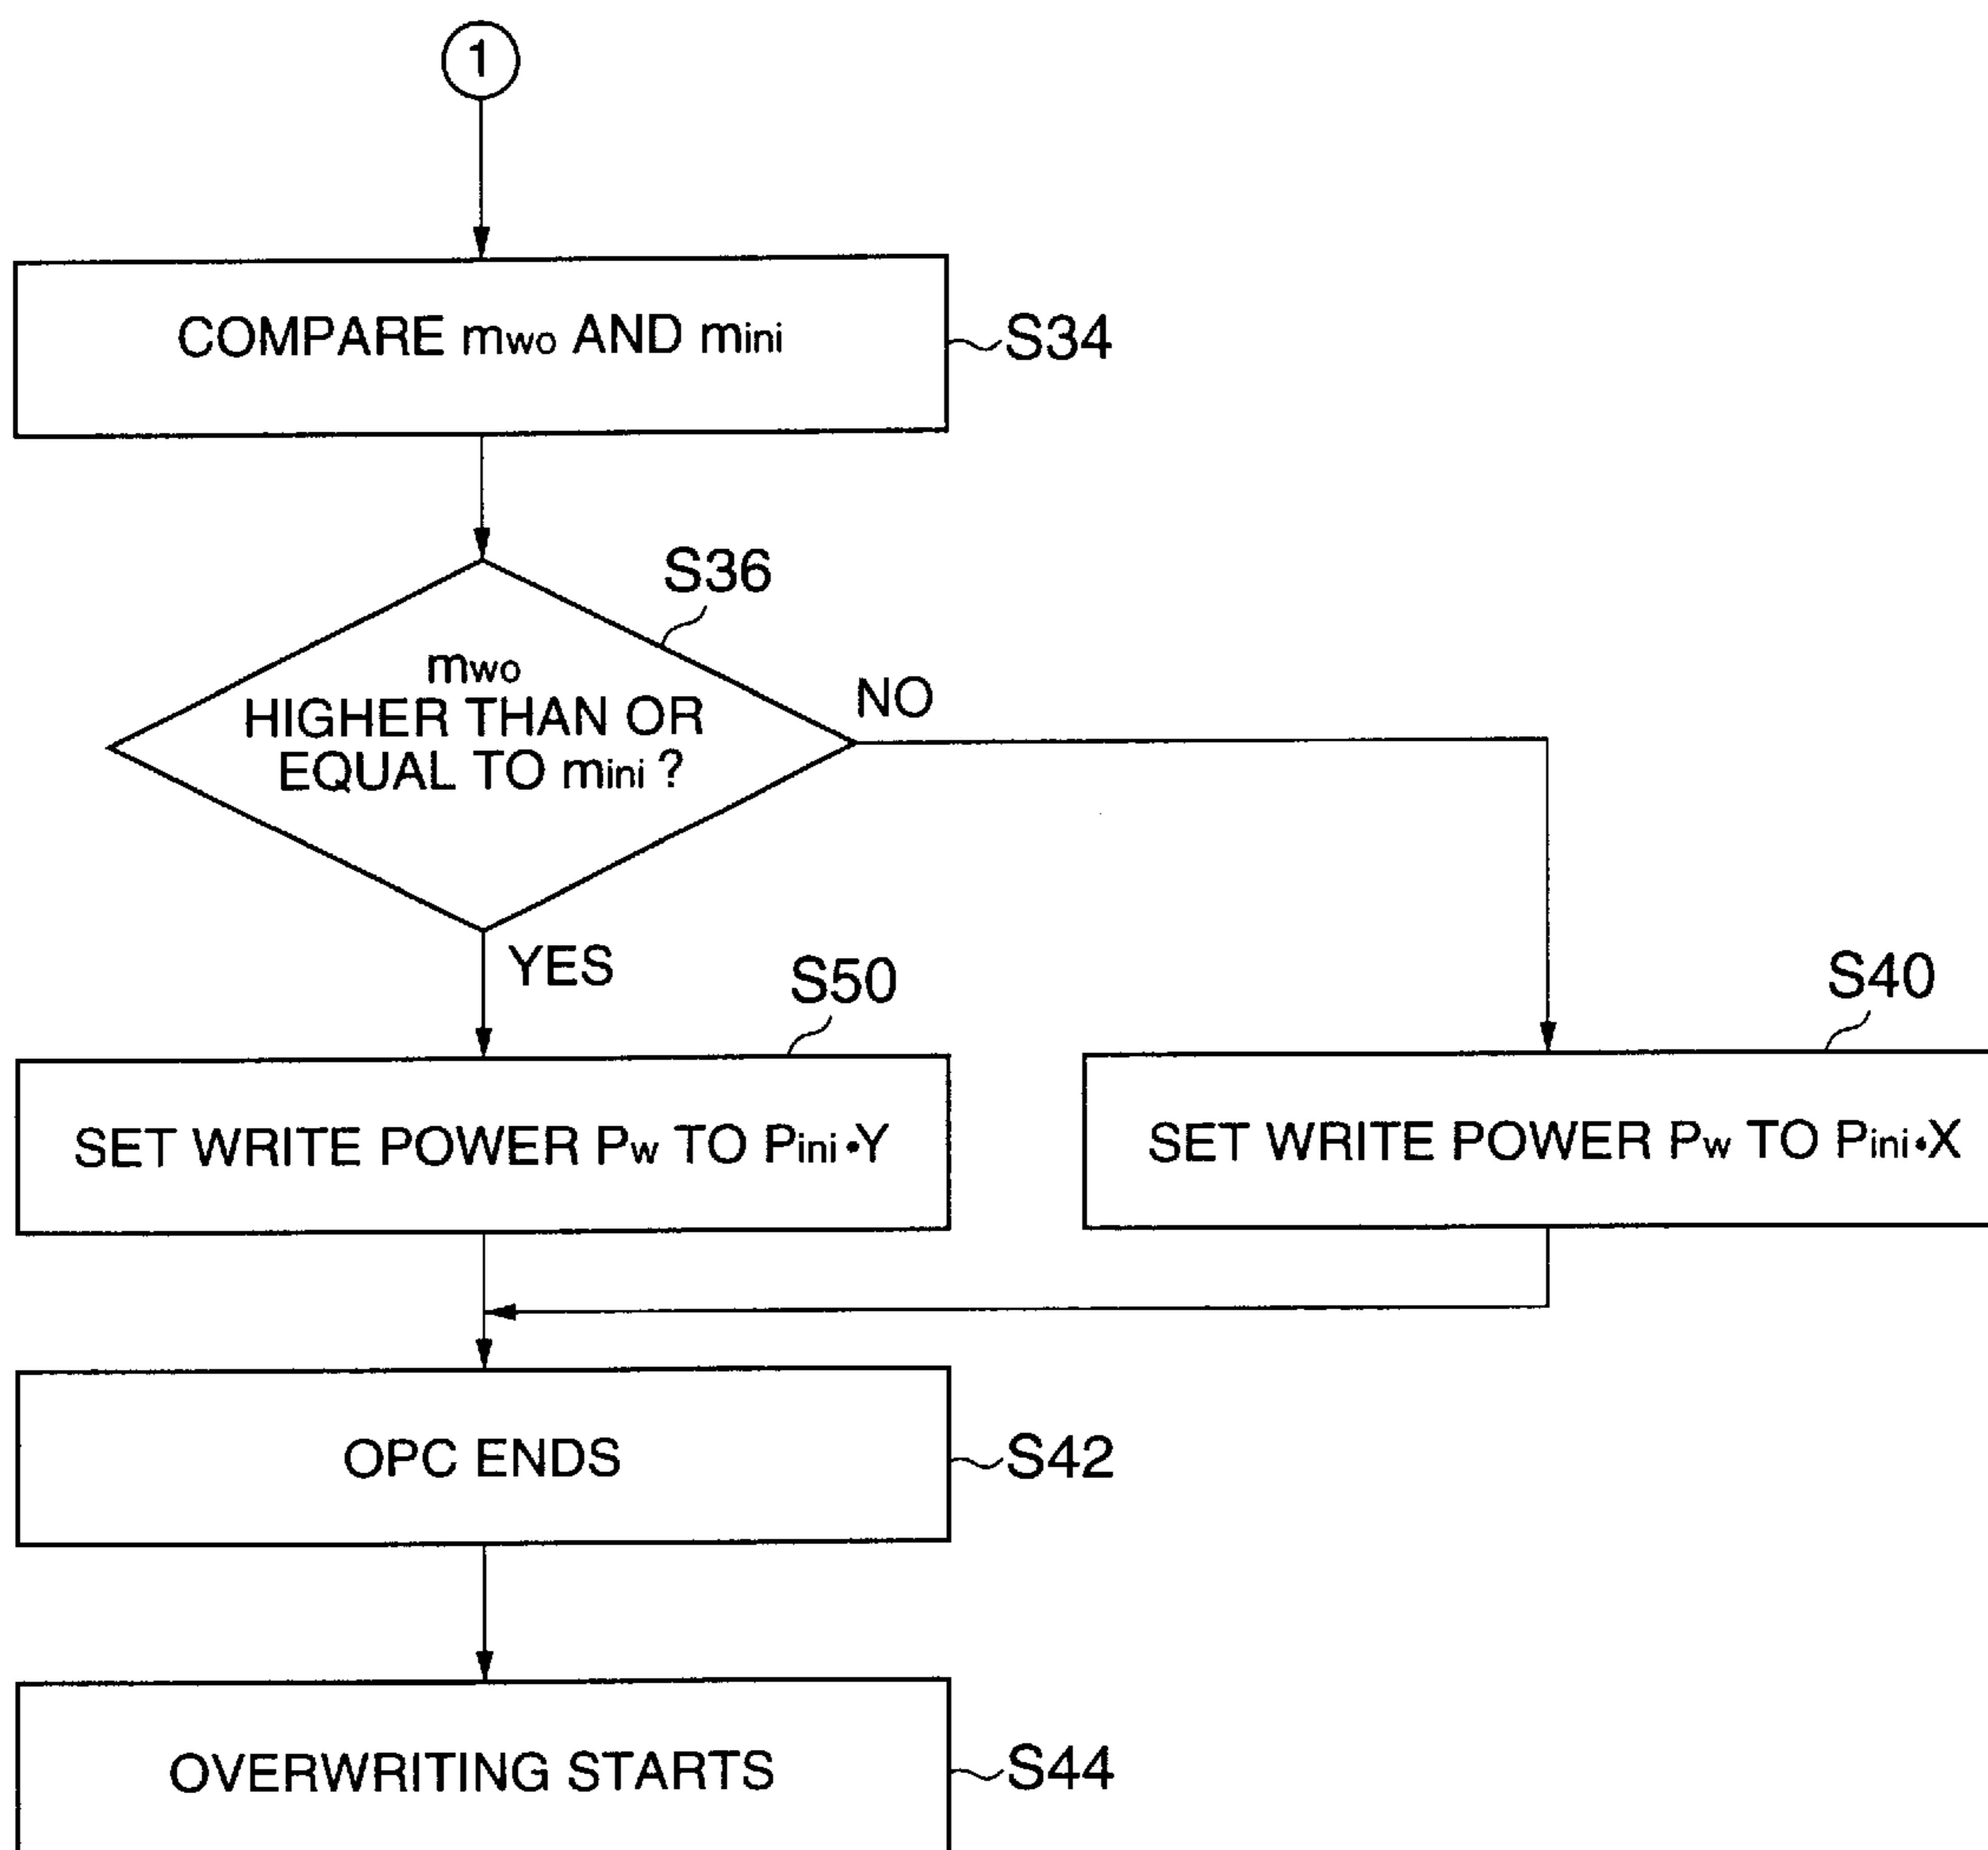 1
COMPARE mwo AND mini
S34
S36
mwo
HIGHER THAN OR
EQUAL TO mini ?
NO
YES
S50
S40
SET WRITE POWER Pw TO Pini•Y
SET WRITE POWER Pw TO Pini•X
OPC ENDS
S42
OVERWRITING STARTS
S44